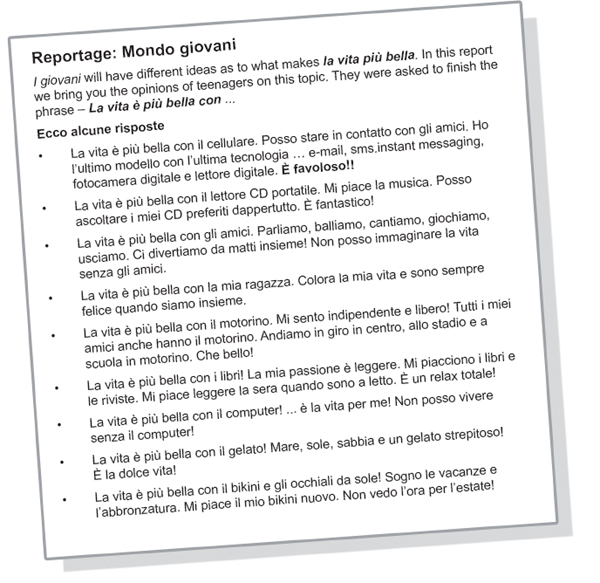 Reportage: Mondo giovani
I giovani will have different ideas as to what makes la vita più bella. In this report
we bring you the opinions of teenagers on this topic. They were asked to finish the
phrase – La vita è più bella con ...
Ecco alcune risposte
• La vita è più bella con il cellulare. Posso stare in contatto con gli amici. Ho
l'ultimo modello con l'ultima tecnologia ... e-mail, sms.instant messaging,
fotocamera digitale e lettore digitale. È favoloso!!
• La vita è più bella con il lettore CD portatile. Mi piace la musica. Posso
ascoltare i miei CD preferiti dappertutto. È fantastico!
• La vita è più bella con gli amici. Parliamo, balliamo, cantiamo, giochiamo,
usciamo. Ci divertiamo da matti insieme! Non posso immaginare la vita
senza gli amici.
• La vita è più bella con la mia ragazza. Colora la mia vita e sono sempre
felice quando siamo insieme.
• La vita è più bella con il motorino. Mi sento indipendente e libero! Tutti i miei
amici anche hanno il motorino. Andiamo in giro in centro, allo stadio e a
scuola in motorino. Che bello!
• La vita è più bella con i libri! La mia passione è leggere. Mi piacciono i libri e
le riviste. Mi piace leggere la sera quando sono a letto. È un relax totale!
• La vita è più bella con il computer! ... è la vita per me! Non posso vivere
senza il computer!
• La vita è più bella con il gelato! Mare, sole, sabbia e un gelato strepitoso!
È la dolce vita!
• La vita è più bella con il bikini e gli occhiali da sole! Sogno le vacanze e
l'abbronzatura. Mi piace il mio bikini nuovo. Non vedo l'ora per l'estate!